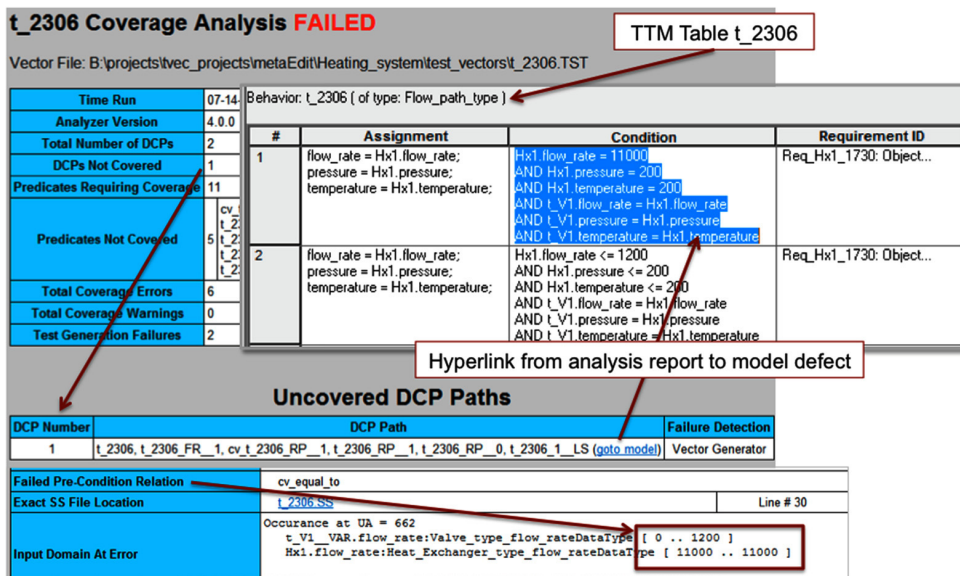 t_2306 Coverage Analysis FAILED
TTM Table t_2306
Vector File: B:\projects\tvec_projects\metaEdit\Heating_system\test_vectors\t_2306.TST
Time Run 07-14-
Analyzer Version 4.0.0
Total Number of DCPs 2
DCPs Not Covered 1
Predicates Requiring Coverage 11
Predicates Not Covered 5
cv_
t_2
t_2
t_2
t_2
Total Coverage Errors 6
Total Coverage Warnings 0
Test Generation Failures 2
Behavior: t_2306 ( of type: Flow_path_type )
# Assignment Condition Requirement ID
1 flow_rate = Hx1.flow_rate; Hx1.flow_rate = 11000 Req_Hx1_1730: Object...
pressure = Hx1.pressure; AND Hx1.pressure = 200
temperature = Hx1.temperature; AND Hx1.temperature = 200
AND t_V1.flow_rate = Hx1.flow_rate
AND t_V1.pressure = Hx1.pressure
AND t_V1.temperature = Hx1.temperature
2 flow_rate = Hx1.flow_rate; Hx1.flow_rate <= 1200 Req_Hx1_1730: Object...
pressure = Hx1.pressure; AND Hx1.pressure <= 200
temperature = Hx1.temperature; AND Hx1.temperature <= 200
AND t_V1.flow_rate = Hx1.flow_rate
AND t_V1.pressure = Hx1.pressure
AND t_V1.temperature = Hx1.temperature
Hyperlink from analysis report to model defect
Uncovered DCP Paths
DCP Number DCP Path Failure Detection
1 t_2306, t_2306_FR__1, cv_t_2306_RP__1, t_2306_RP__1, t_2306_RP__0, t_2306_1__LS (goto model) Vector Generator
Failed Pre-Condition Relation cv_equal_to
Exact SS File Location t_2306.SS Line # 30
Input Domain At Error Occurance at UA = 662
t_V1__VAR.flow_rate:Valve_type_flow_rateDataType [ 0 .. 1200 ]
Hx1.flow_rate:Heat_Exchanger_type_flow_rateDataType [ 11000 .. 11000 ]